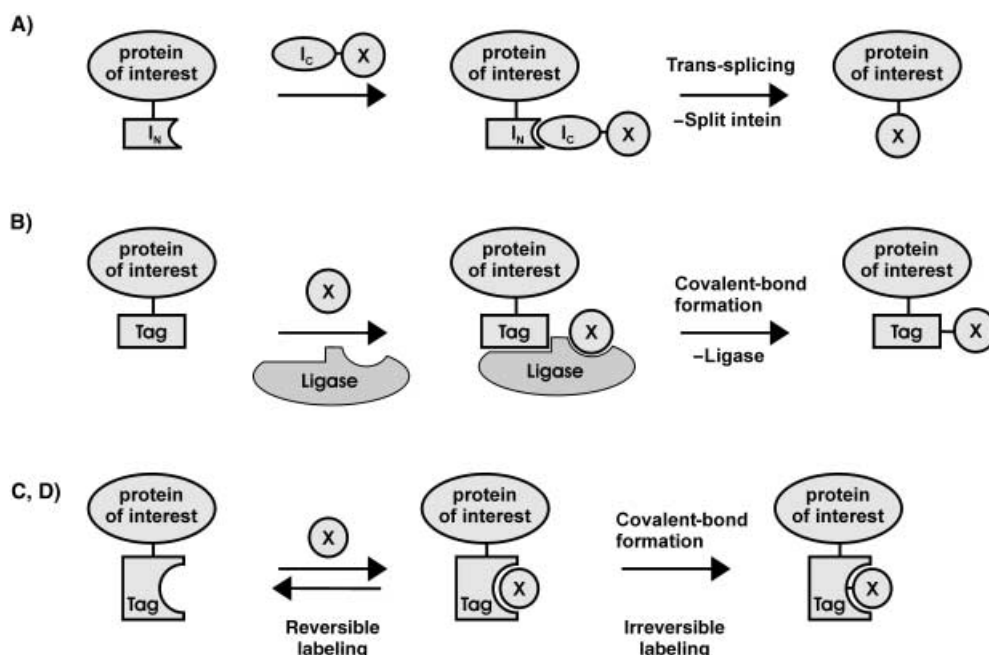 A)
protein
of interest
I_N
I_C
X
protein
of interest
I_N
I_C
X
Trans-splicing
–Split intein
protein
of interest
X
B)
protein
of interest
Tag
X
Ligase
protein
of interest
Tag
X
Ligase
Covalent-bond
formation
–Ligase
protein
of interest
Tag
X
C, D)
protein
of interest
Tag
X
Reversible
labeling
protein
of interest
Tag
X
Covalent-bond
formation
Irreversible
labeling
protein
of interest
Tag
X